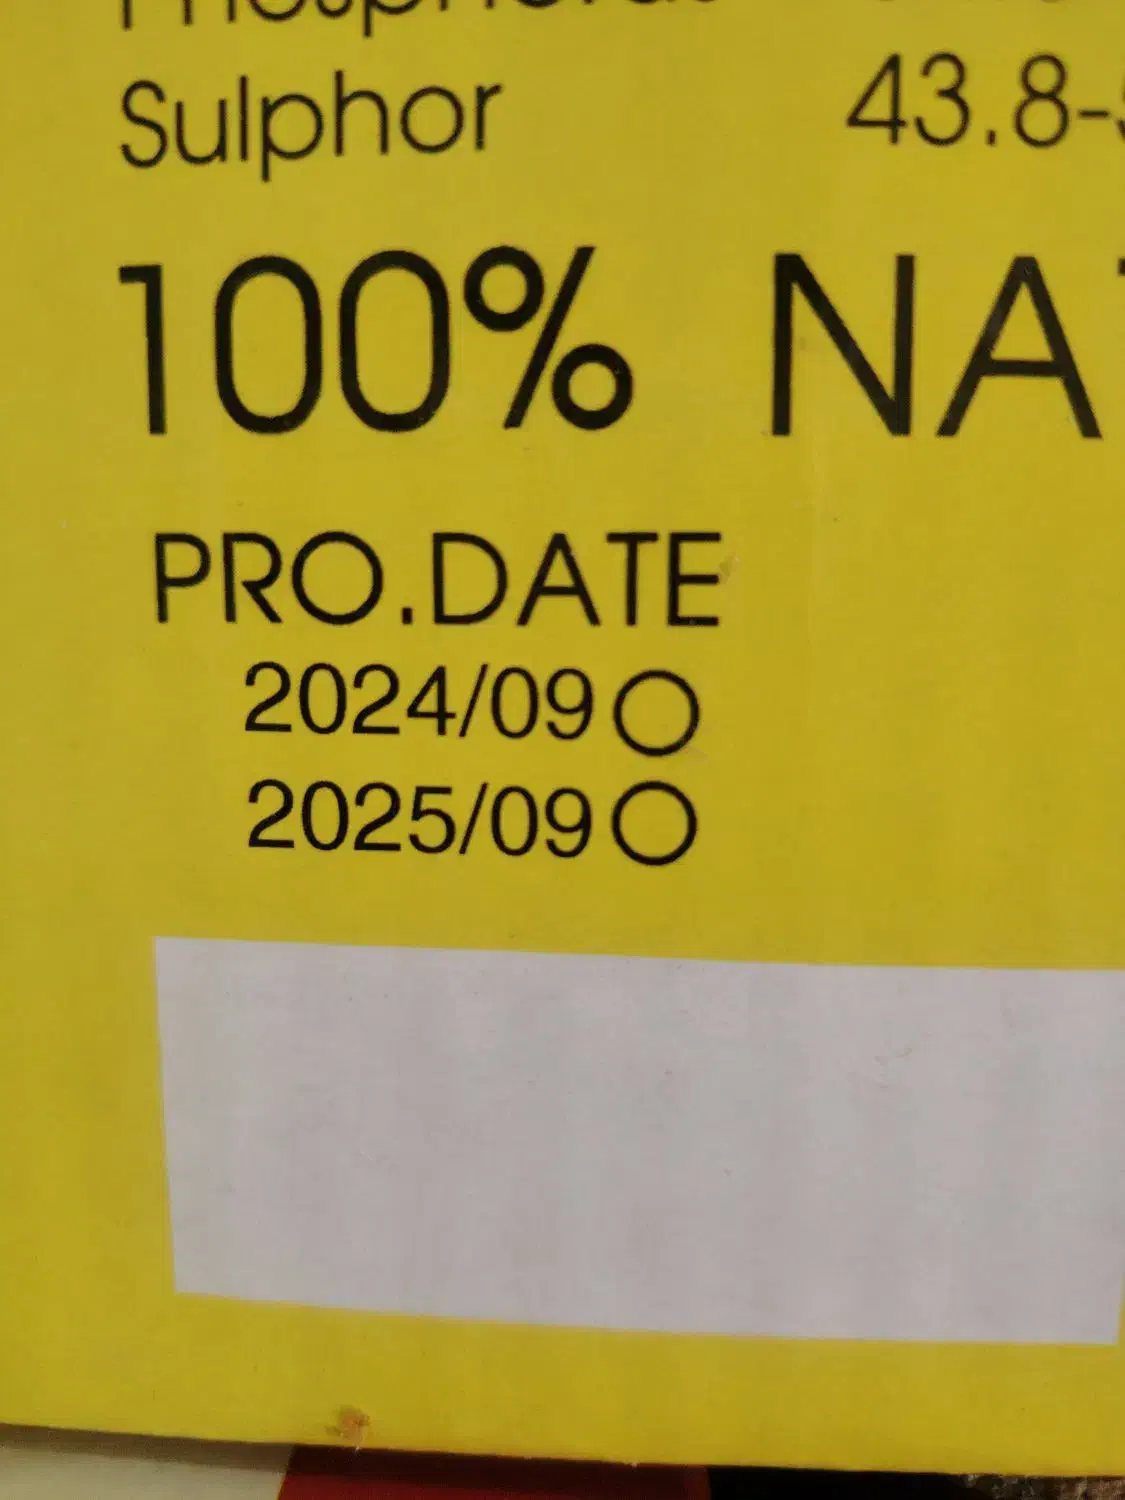 Sulphor 43.8-
100% NA
PRO.DATE
2024/09
2025/09